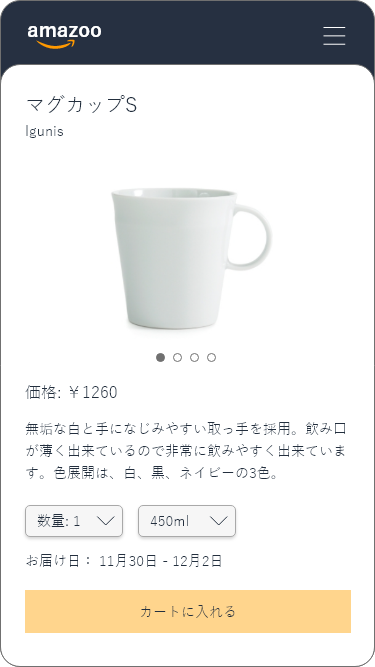 amazoo
マグカップS
Igunis
価格: ￥1260
無垢な白と手になじみやすい取っ手を採用。飲み口
が薄く出来ているので非常に飲みやすく出来ていま
す。色展開は、白、黒、ネイビーの3色。
数量: 1
450ml
お届け日： 11月30日 - 12月2日
カートに入れる